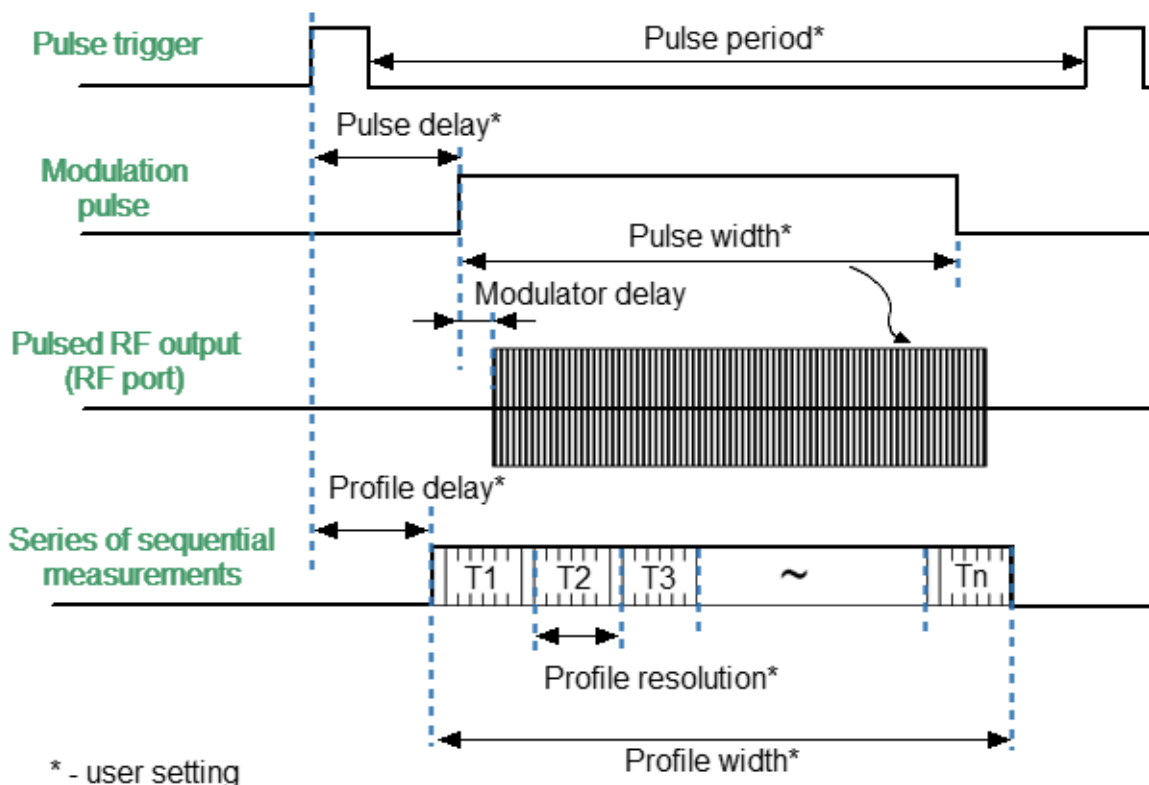 Pulse trigger
Pulse period*
Pulse delay*
Modulation
pulse
Pulse width*
Modulator delay
Pulsed RF output
(RF port)
Profile delay*
Series of sequential
measurements
T1 T2 T3 ~ Tn
Profile resolution*
Profile width*
* - user setting